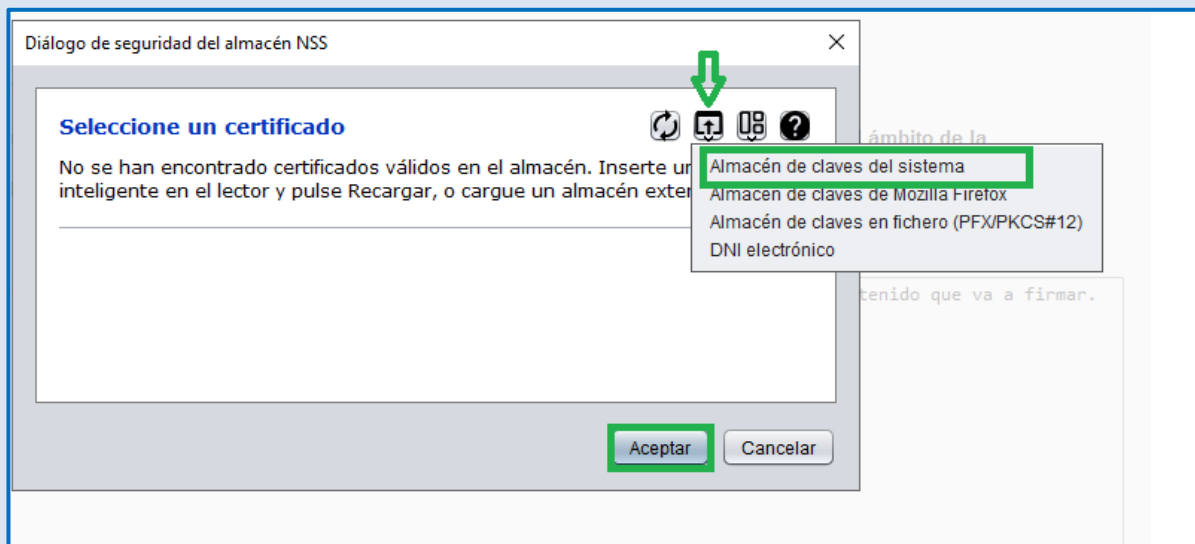 Diálogo de seguridad del almacén NSS
Seleccione un certificado
ámbito de la
No se han encontrado certificados válidos en el almacén. Inserte
inteligente en el lector y pulse Recargar, o cargue un almacén
Almacén de claves del sistema
Almacén de claves de Mozilla Firefox
Almacén de claves en fichero (PFX/PKCS#12)
DNI electrónico
tenido que va a firmar.
Aceptar
Cancelar